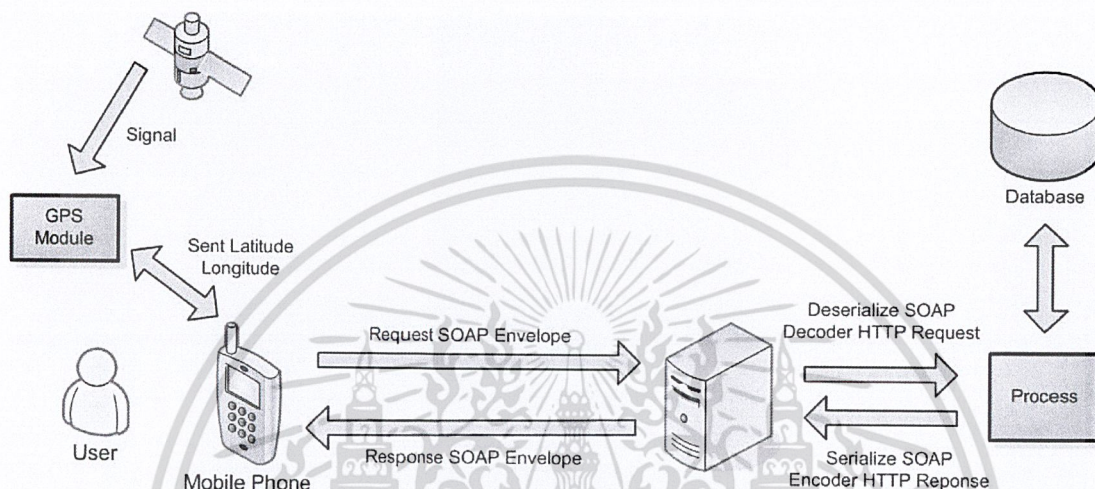 Signal
GPS
Module
Sent Latitude
Longitude
Database
Request SOAP Envelope
Deserialize SOAP
Decoder HTTP Request
Process
User
Mobile Phone
Response SOAP Envelope
Serialize SOAP
Encoder HTTP Reponse